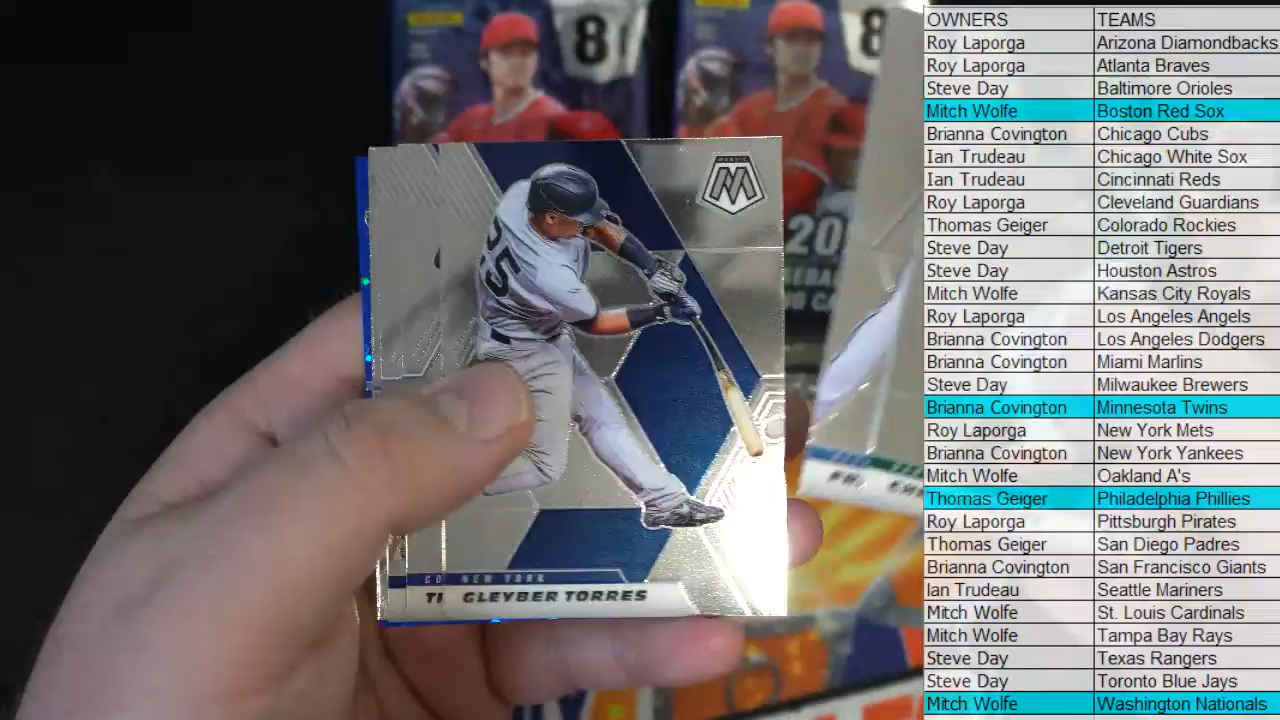 8
8
20
MOSAIC
M
25
CO NEW YORK
TI GLEYBER TORRES
OWNERS TEAMS
Roy Laporga Arizona Diamondbacks
Roy Laporga Atlanta Braves
Steve Day Baltimore Orioles
Mitch Wolfe Boston Red Sox
Brianna Covington Chicago Cubs
Ian Trudeau Chicago White Sox
Ian Trudeau Cincinnati Reds
Roy Laporga Cleveland Guardians
Thomas Geiger Colorado Rockies
Steve Day Detroit Tigers
Steve Day Houston Astros
Mitch Wolfe Kansas City Royals
Roy Laporga Los Angeles Angels
Brianna Covington Los Angeles Dodgers
Brianna Covington Miami Marlins
Steve Day Milwaukee Brewers
Brianna Covington Minnesota Twins
Roy Laporga New York Mets
Brianna Covington New York Yankees
Mitch Wolfe Oakland A's
Thomas Geiger Philadelphia Phillies
Roy Laporga Pittsburgh Pirates
Thomas Geiger San Diego Padres
Brianna Covington San Francisco Giants
Ian Trudeau Seattle Mariners
Mitch Wolfe St. Louis Cardinals
Mitch Wolfe Tampa Bay Rays
Steve Day Texas Rangers
Steve Day Toronto Blue Jays
Mitch Wolfe Washington Nationals